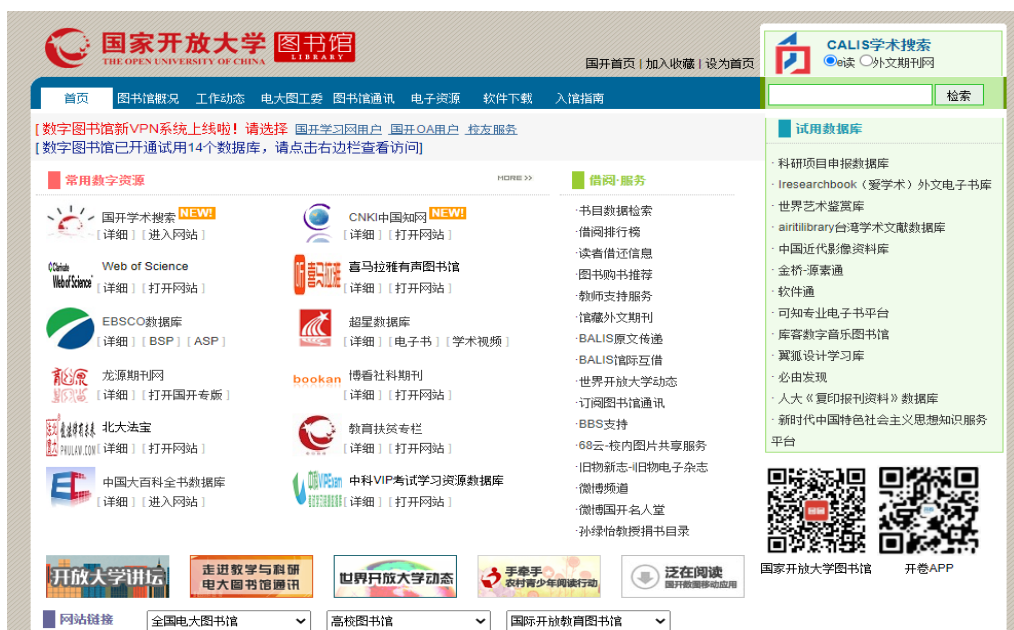 国家开放大学 图书馆
THE OPEN UNIVERSITY OF CHINA LIBRARY
国开首页 | 加入收藏 | 设为首页
CALIS学术搜索
e读 外文期刊网
首页 图书馆概况 工作动态 电大图工委 图书馆通讯 电子资源 软件下载 入馆指南
检索
[ 数字图书馆新VPN系统上线啦！请选择 国开学习网用户 国开OA用户 校友服务
[ 数字图书馆已开通试用14个数据库，请点击右边栏查看访问]
常用数字资源 MORE >>
国开学术搜索 NEW!
[ 详细 ] [ 进入网站 ]
CNKI中国知网 NEW!
[ 详细 ] [ 打开网站 ]
Web of Science
Web of Science
[ 详细 ] [ 打开网站 ]
喜马拉雅
喜马拉雅有声图书馆
[ 详细 ] [ 打开网站 ]
EBSCO数据库
[ 详细 ] [ BSP ] [ ASP ]
超星数据库
[ 详细 ] [ 电子书 ] [ 学术视频 ]
龙源期刊网
[ 详细 ] [ 打开国开专版 ]
bookan
博看社科期刊
[ 详细 ] [ 打开网站 ]
PKULAW.COM
北大法宝
[ 详细 ] [ 打开网站 ]
教育扶贫专栏
[ 详细 ] [ 打开网站 ]
中国大百科全书数据库
[ 详细 ] [ 进入网站 ]
中科VIPExam
中科VIP考试学习资源数据库
[ 详细 ] [ 打开网站 ]
借阅·服务
·书目数据检索
·借阅排行榜
·读者借还信息
·图书购书推荐
·教师支持服务
·馆藏外文期刊
·BALIS原文传递
·BALIS馆际互借
·世界开放大学动态
·订阅图书馆通讯
·BBS支持
·68云-校内图片共享服务
·旧物新志-旧物电子杂志
·微博频道
·微博国开名人堂
·孙绿怡教授捐书目录
试用数据库
· 科研项目申报数据库
· Iresearchbook（爱学术）外文电子书库
· 世界艺术鉴赏库
· airitilibrary台湾学术文献数据库
· 中国近代影像资料库
· 金桥-源素通
· 软件通
· 可知专业电子书平台
· 库客数字音乐图书馆
· 翼狐设计学习库
· 必由发现
· 人大《复印报刊资料》数据库
· 新时代中国特色社会主义思想知识服务
平台
国家开放大学图书馆 开卷APP
开放大学讲坛
走进教学与科研
电大图书馆通讯
世界开放大学动态
手牵手
农村青少年阅读行动
泛在阅读
国开数图移动应用
网站链接 全国电大图书馆 高校图书馆 国际开放教育图书馆